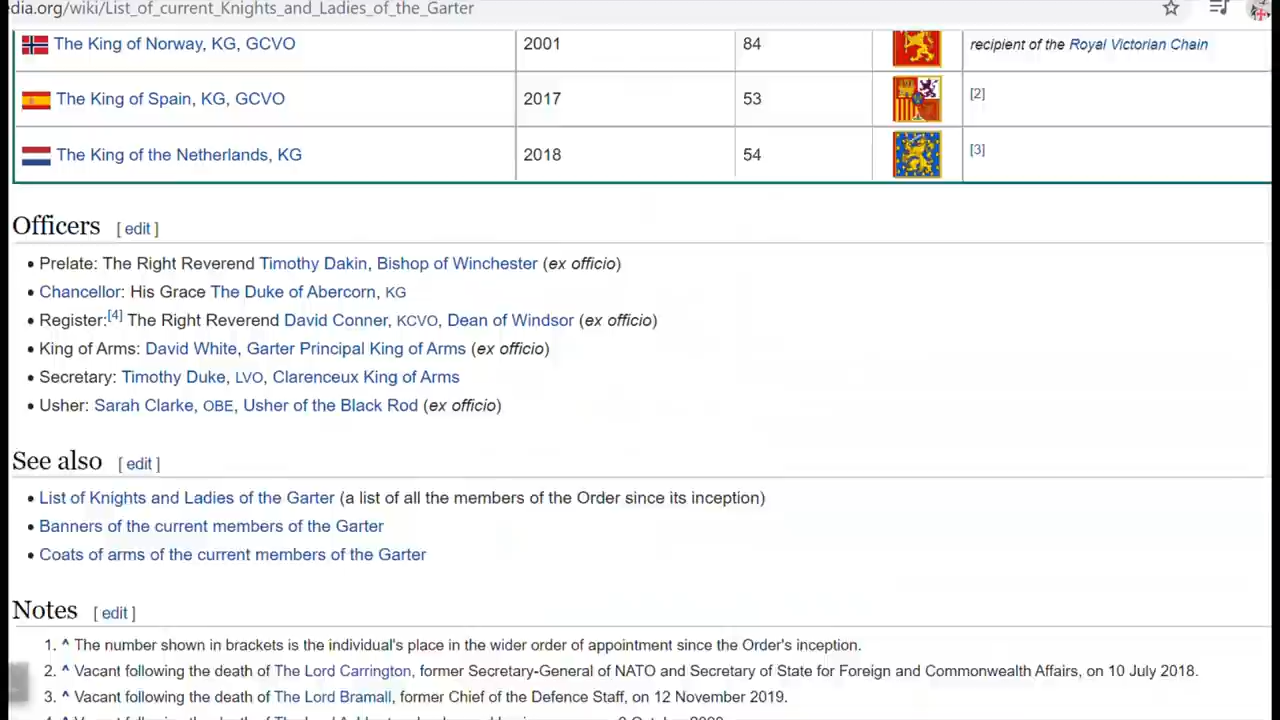 dia.org/wiki/List_of_current_Knights_and_Ladies_of_the_Garter
The King of Norway, KG, GCVO 2001 84 recipient of the Royal Victorian Chain
The King of Spain, KG, GCVO 2017 53 [2]
The King of the Netherlands, KG 2018 54 [3]
Officers [ edit ]
• Prelate: The Right Reverend Timothy Dakin, Bishop of Winchester (ex officio)
• Chancellor: His Grace The Duke of Abercorn, KG
• Register:[4] The Right Reverend David Conner, KCVO, Dean of Windsor (ex officio)
• King of Arms: David White, Garter Principal King of Arms (ex officio)
• Secretary: Timothy Duke, LVO, Clarenceux King of Arms
• Usher: Sarah Clarke, OBE, Usher of the Black Rod (ex officio)
See also [ edit ]
• List of Knights and Ladies of the Garter (a list of all the members of the Order since its inception)
• Banners of the current members of the Garter
• Coats of arms of the current members of the Garter
Notes [ edit ]
1. ^ The number shown in brackets is the individual's place in the wider order of appointment since the Order's inception.
2. ^ Vacant following the death of The Lord Carrington, former Secretary-General of NATO and Secretary of State for Foreign and Commonwealth Affairs, on 10 July 2018.
3. ^ Vacant following the death of The Lord Bramall, former Chief of the Defence Staff, on 12 November 2019.